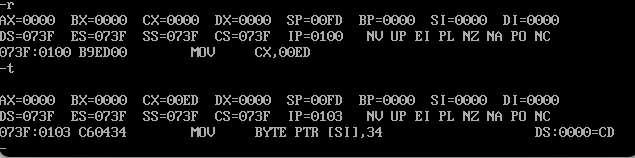 -r
AX=0000 BX=0000 CX=0000 DX=0000 SP=00FD BP=0000 SI=0000 DI=0000
DS=073F ES=073F SS=073F CS=073F IP=0100 NV UP EI PL NZ NA PO NC
073F:0100 B9ED00 MOV CX,00ED
-t
AX=0000 BX=0000 CX=00ED DX=0000 SP=00FD BP=0000 SI=0000 DI=0000
DS=073F ES=073F SS=073F CS=073F IP=0103 NV UP EI PL NZ NA PO NC
073F:0103 C60434 MOV BYTE PTR [SI],34 DS:0000=CD
-